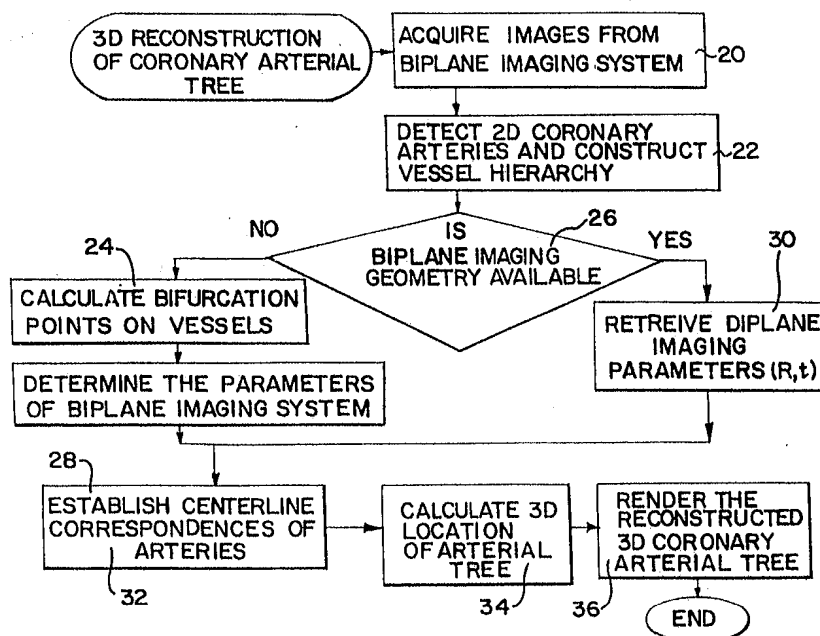 3D RECONSTRUCTION
OF CORONARY ARTERIAL
TREE
ACQUIRE IMAGES FROM
BIPLANE IMAGING SYSTEM
20
DETECT 2D CORONARY
ARTERIES AND CONSTRUCT
VESSEL HIERARCHY
22
26
NO
IS
BIPLANE IMAGING
GEOMETRY AVAILABLE
YES
24
CALCULATE BIFURCATION
POINTS ON VESSELS
30
RETREIVE DIPLANE
IMAGING
PARAMETERS (R,t)
DETERMINE THE PARAMETERS
OF BIPLANE IMAGING SYSTEM
28
ESTABLISH CENTERLINE
CORRESPONDENCES OF
ARTERIES
32
CALCULATE 3D
LOCATION
OF ARTERIAL
TREE
34
RENDER THE
RECONSTRUCTED
3D CORONARY
ARTERIAL TREE
36
END